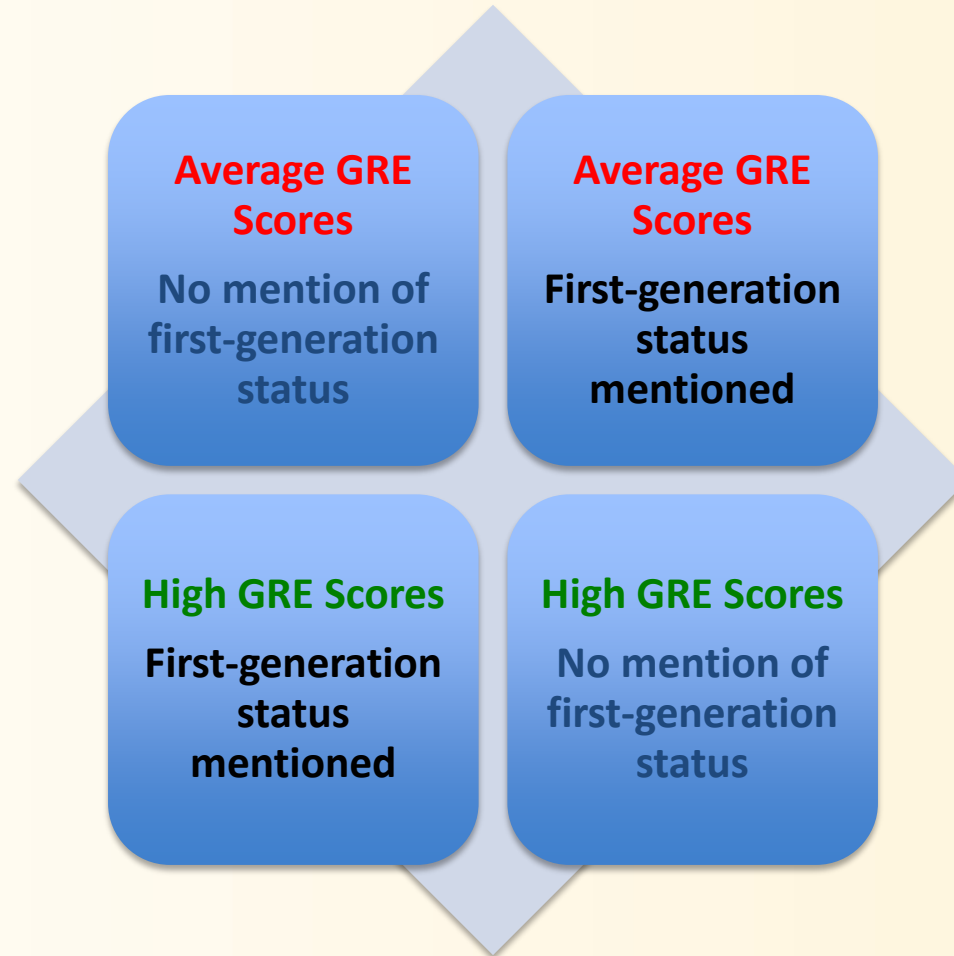 Average GRE
Scores
No mention of
first-generation
status
Average GRE
Scores
First-generation
status
mentioned
High GRE Scores
First-generation
status
mentioned
High GRE Scores
No mention of
first-generation
status